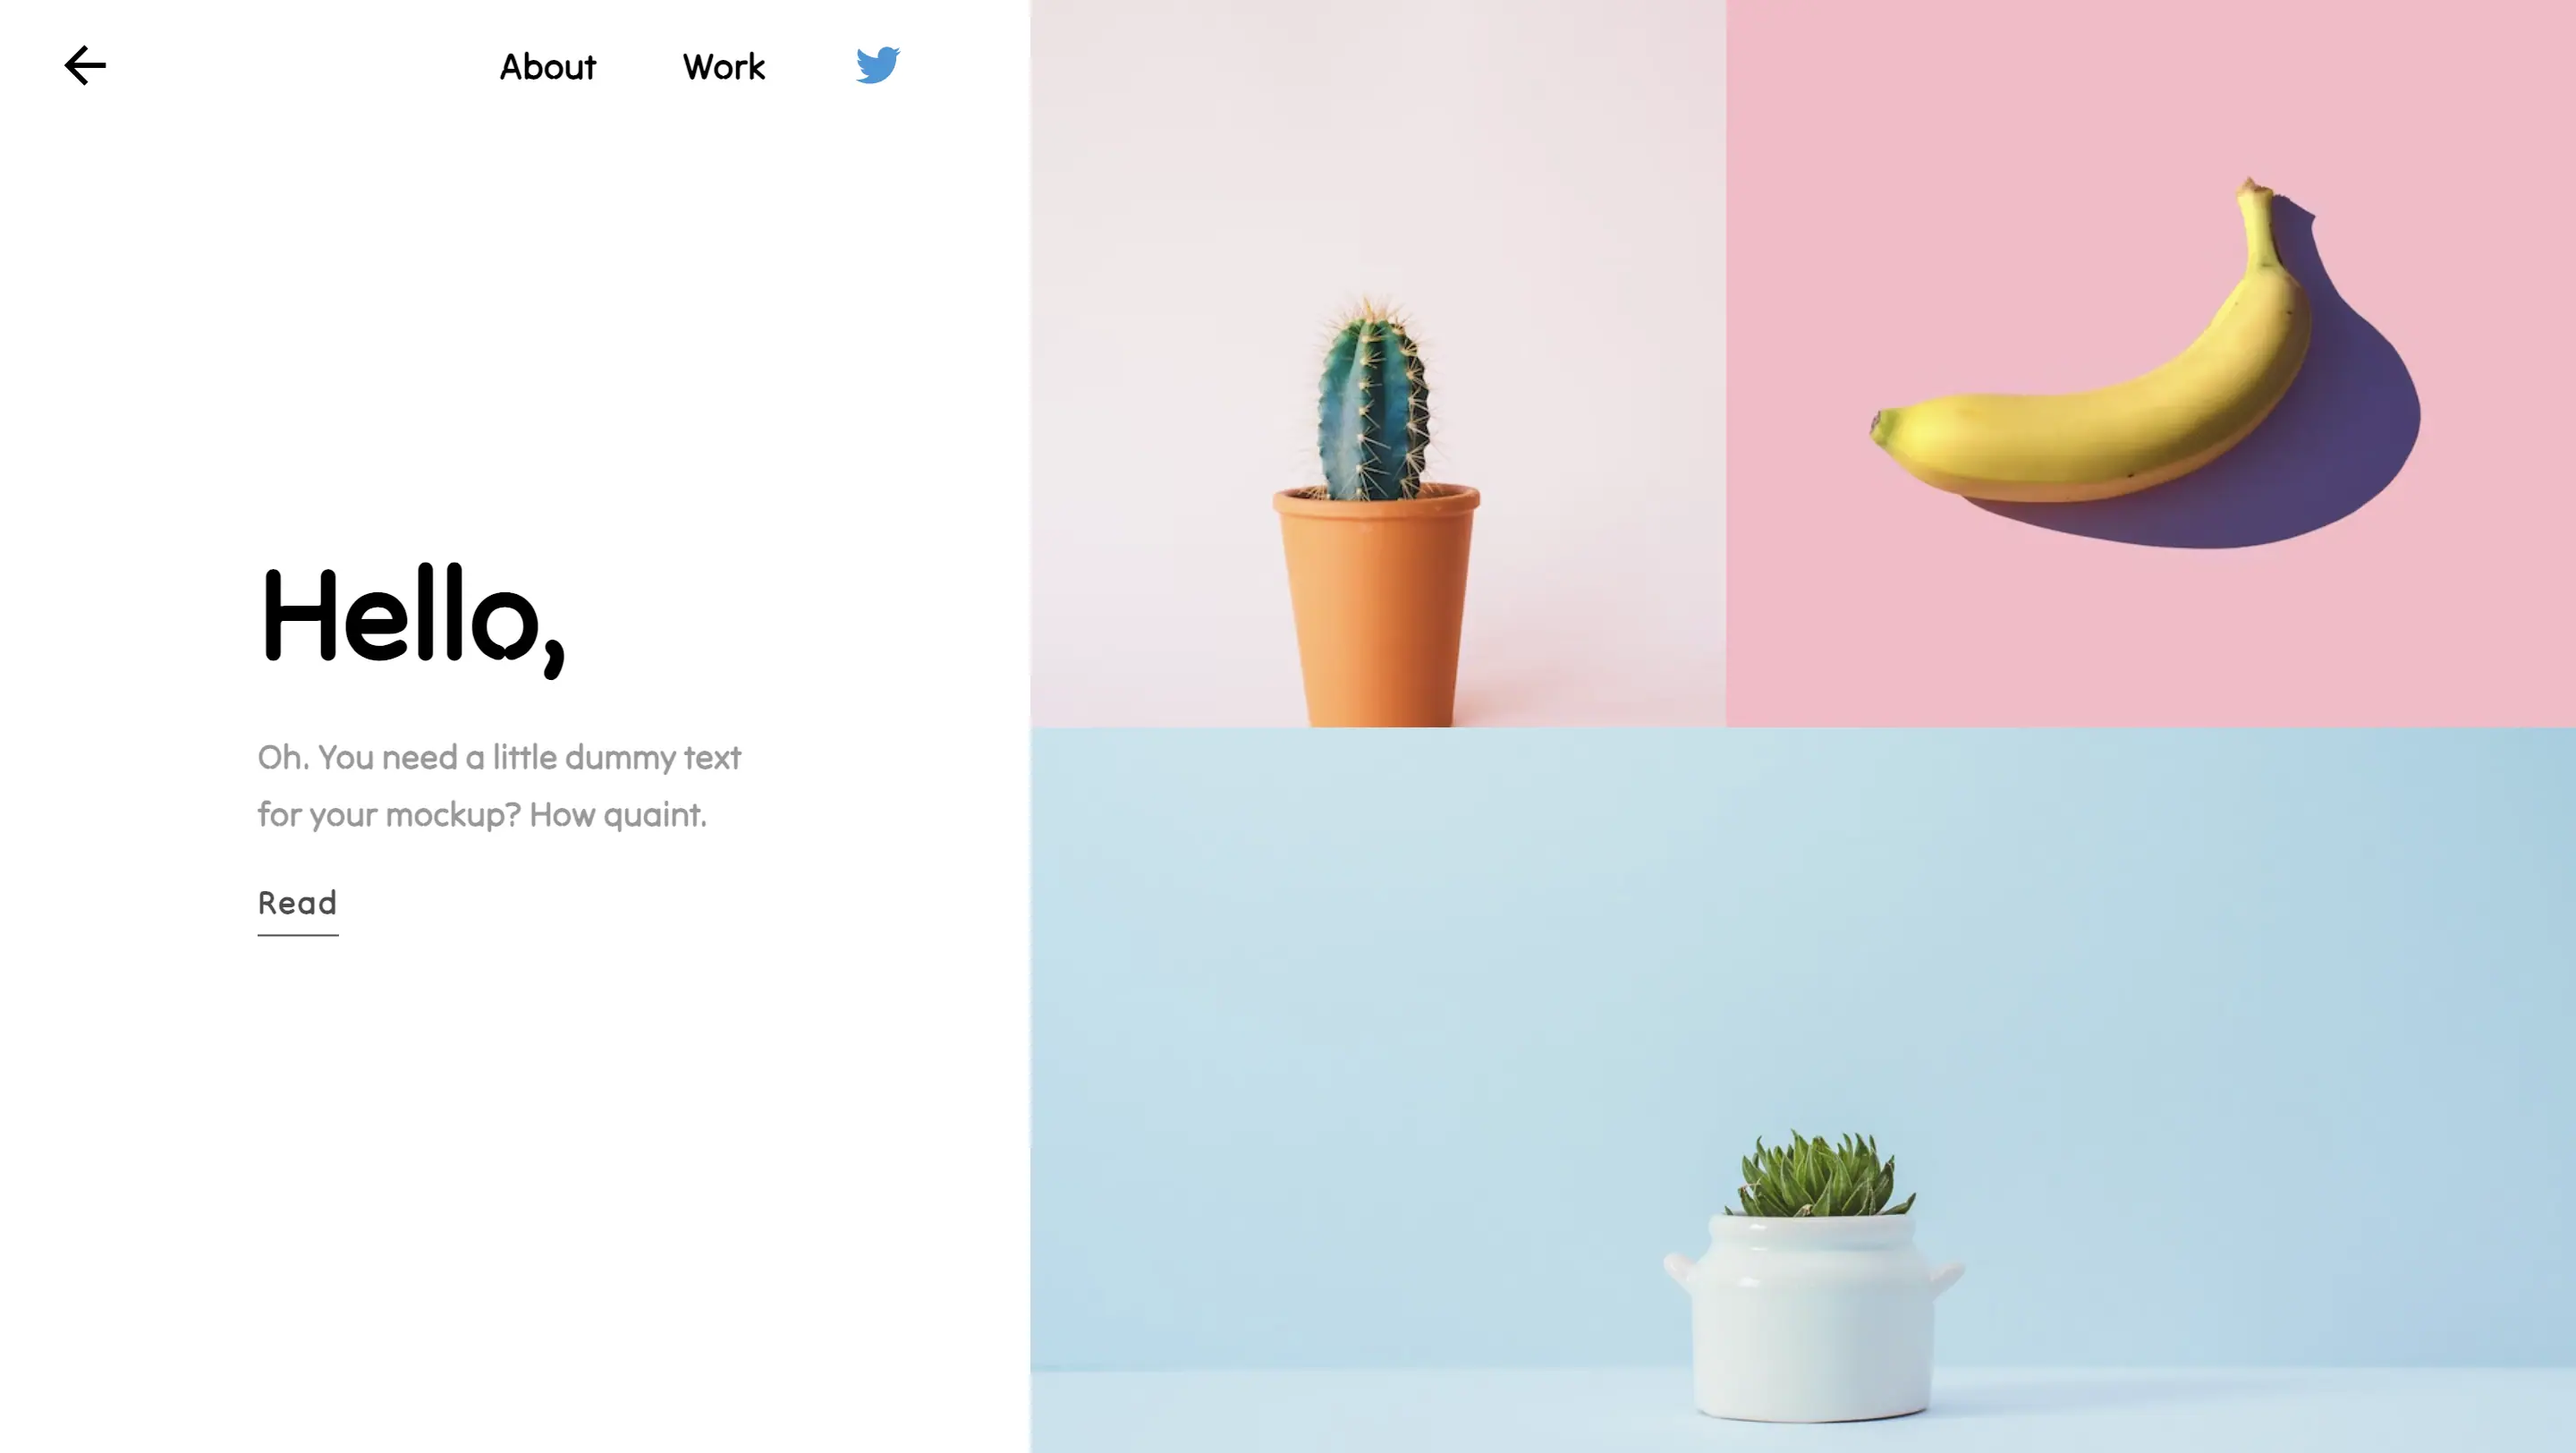 About Work
Hello,
Oh. You need a little dummy text
for your mockup? How quaint.
Read